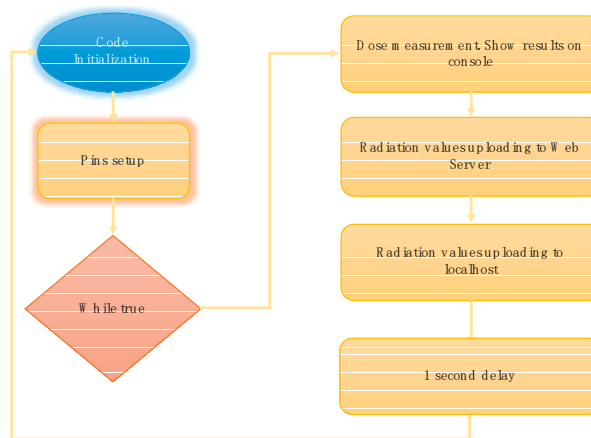 Code
Initialization
Pins setup
While true
Dose measurement. Show results on
console
Radiation values uploading to Web
Server
Radiation values uploading to
localhost
1 second delay